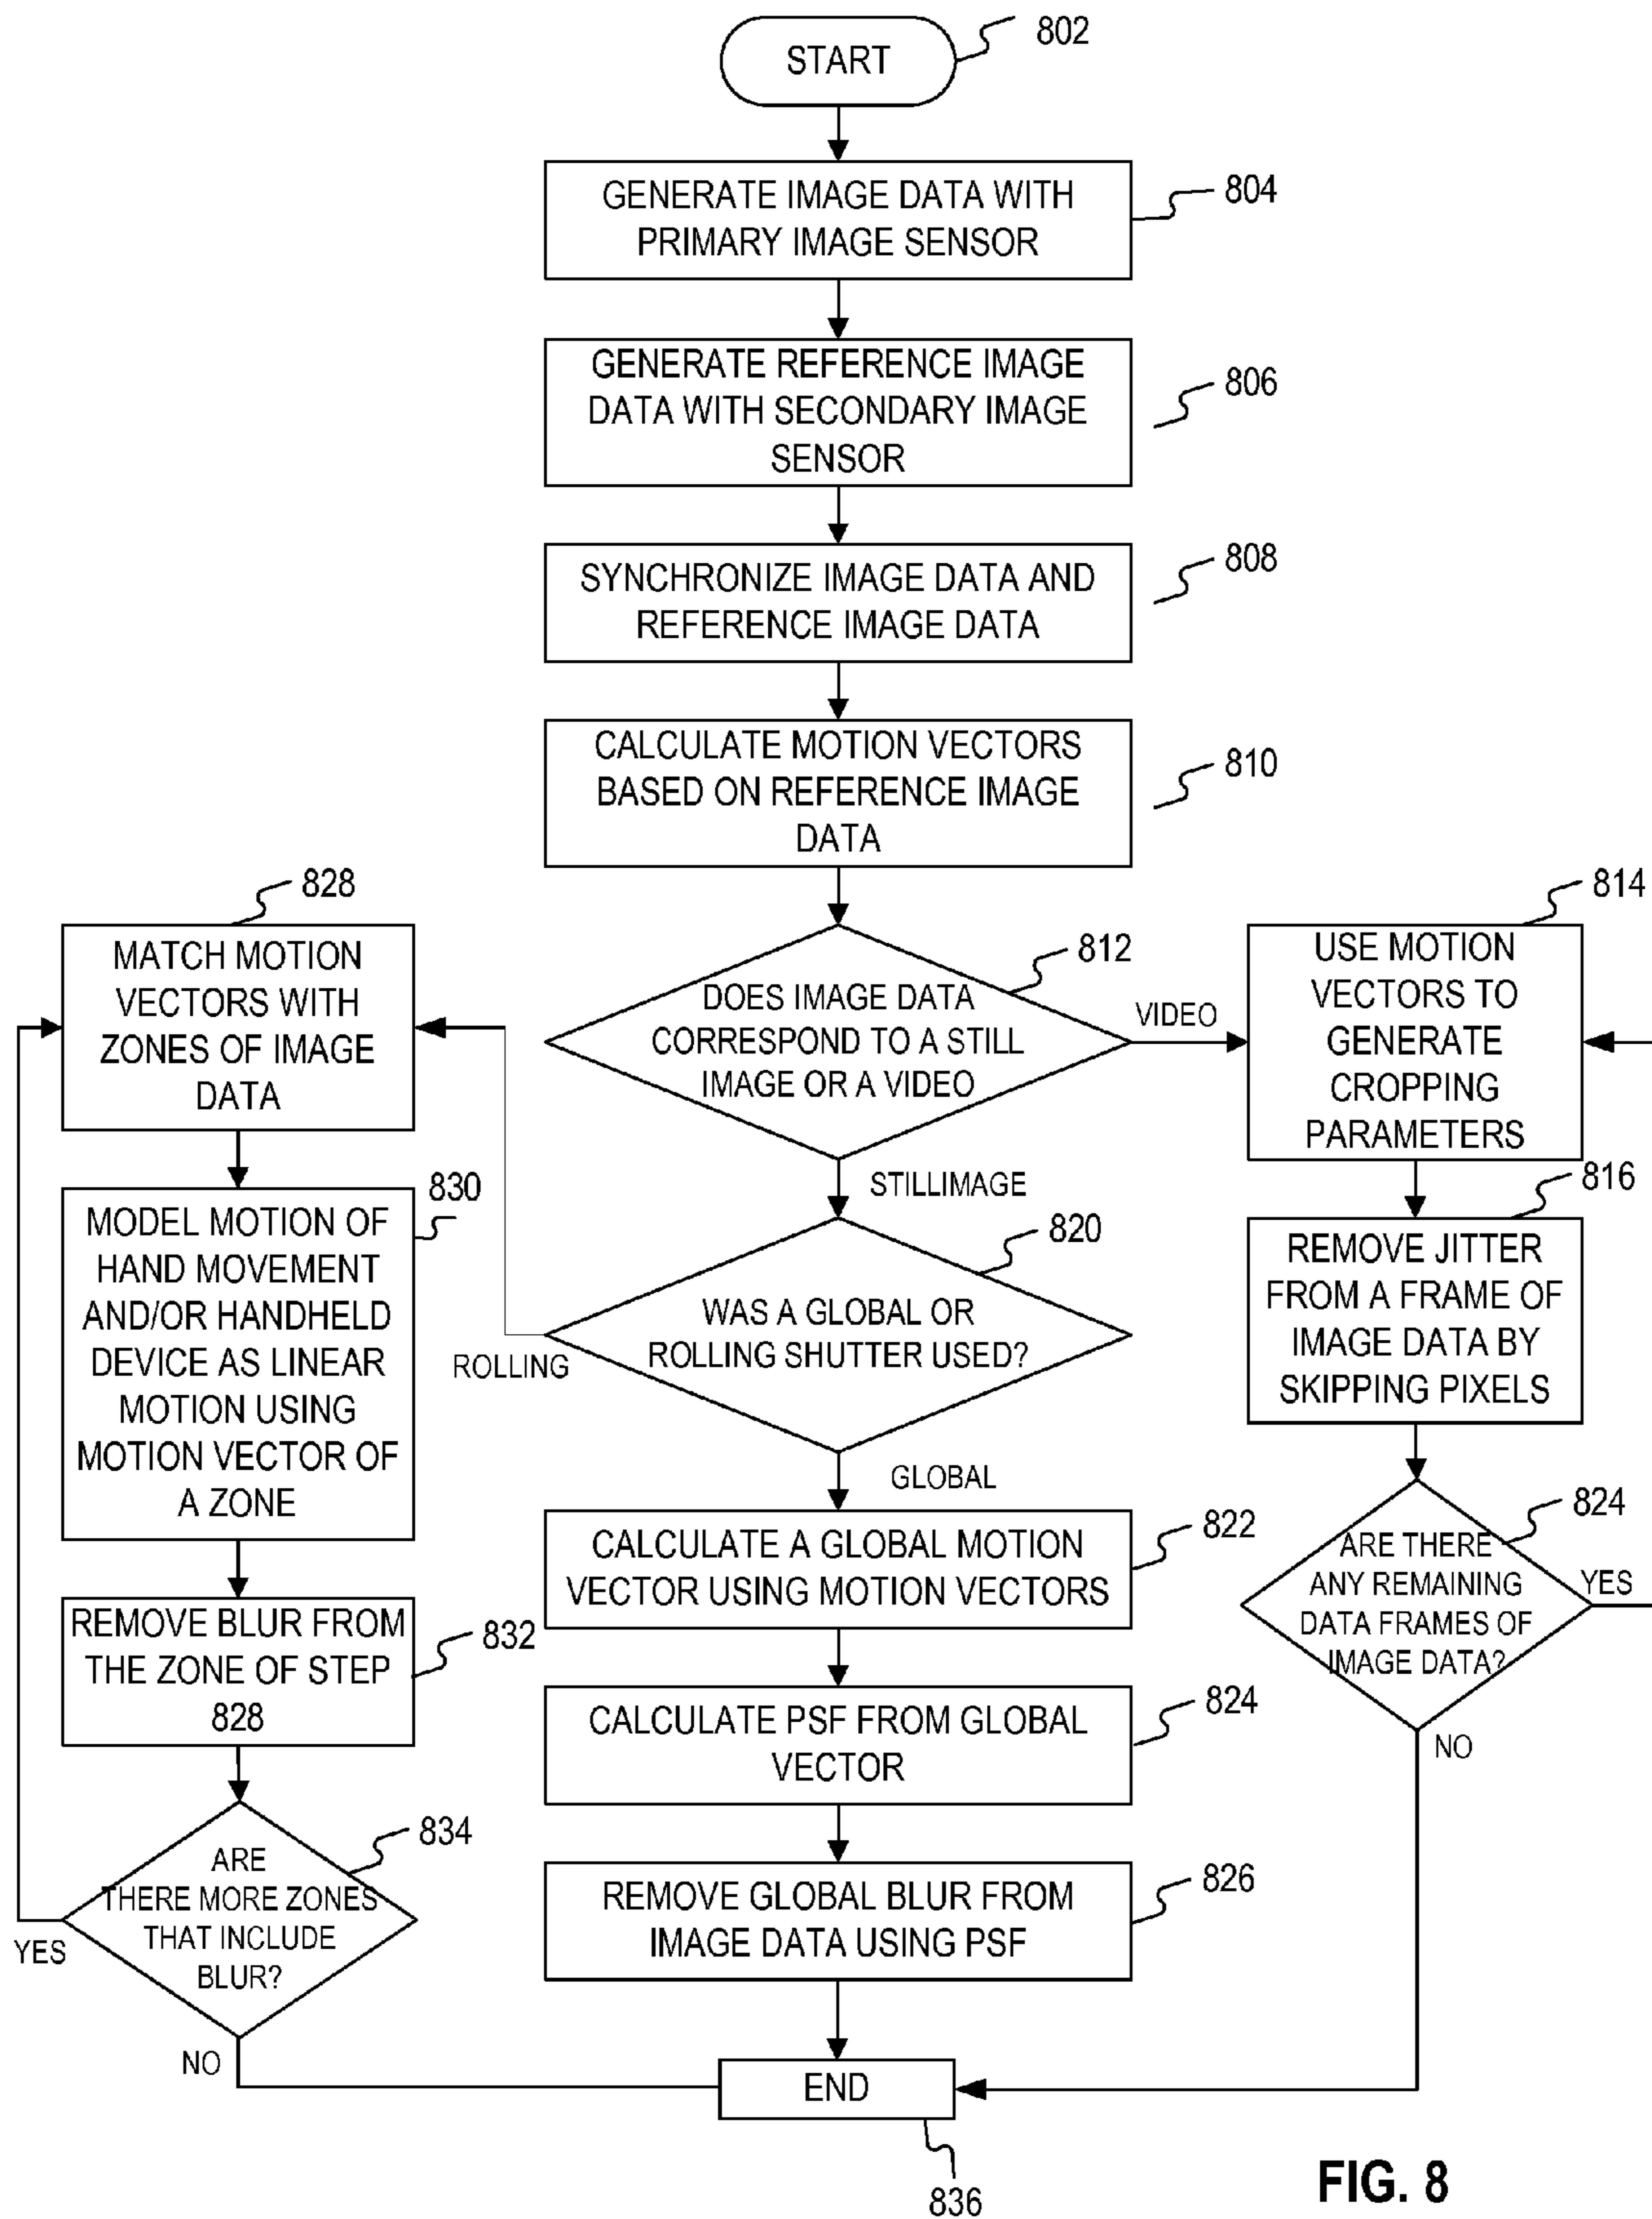 802
START
804
GENERATE IMAGE DATA WITH
PRIMARY IMAGE SENSOR
806
GENERATE REFERENCE IMAGE
DATA WITH SECONDARY IMAGE
SENSOR
808
SYNCHRONIZE IMAGE DATA AND
REFERENCE IMAGE DATA
810
CALCULATE MOTION VECTORS
BASED ON REFERENCE IMAGE
DATA
812
DOES IMAGE DATA
CORRESPOND TO A STILL
IMAGE OR A VIDEO
VIDEO
STILLIMAGE
814
USE MOTION
VECTORS TO
GENERATE
CROPPING
PARAMETERS
816
REMOVE JITTER
FROM A FRAME OF
IMAGE DATA BY
SKIPPING PIXELS
824
ARE THERE
ANY REMAINING
DATA FRAMES OF
IMAGE DATA?
YES
NO
820
WAS A GLOBAL OR
ROLLING SHUTTER USED?
ROLLING
GLOBAL
822
CALCULATE A GLOBAL MOTION
VECTOR USING MOTION VECTORS
824
CALCULATE PSF FROM GLOBAL
VECTOR
826
REMOVE GLOBAL BLUR FROM
IMAGE DATA USING PSF
828
MATCH MOTION
VECTORS WITH
ZONES OF IMAGE
DATA
830
MODEL MOTION OF
HAND MOVEMENT
AND/OR HANDHELD
DEVICE AS LINEAR
MOTION USING
MOTION VECTOR OF
A ZONE
832
REMOVE BLUR FROM
THE ZONE OF STEP
828
834
ARE
THERE MORE ZONES
THAT INCLUDE
BLUR?
YES
NO
END
836
FIG. 8